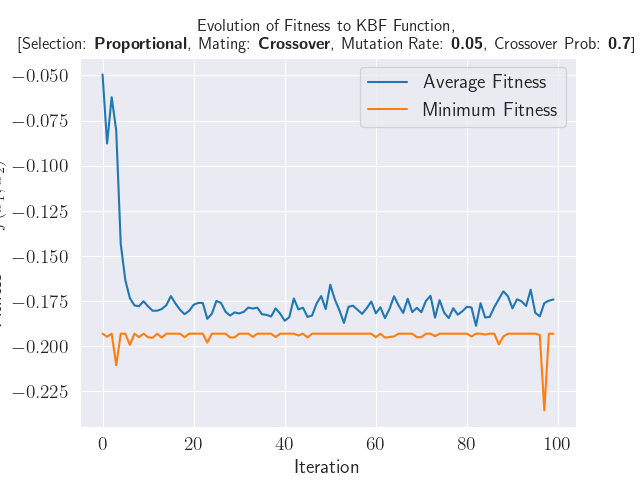 Evolution of Fitness to KBF Function,
[Selection: Proportional, Mating: Crossover, Mutation Rate: 0.05, Crossover Prob: 0.7]
Average Fitness
Minimum Fitness
−0.050
−0.075
−0.100
−0.125
−0.150
−0.175
−0.200
−0.225
0 20 40 60 80 100
Iteration